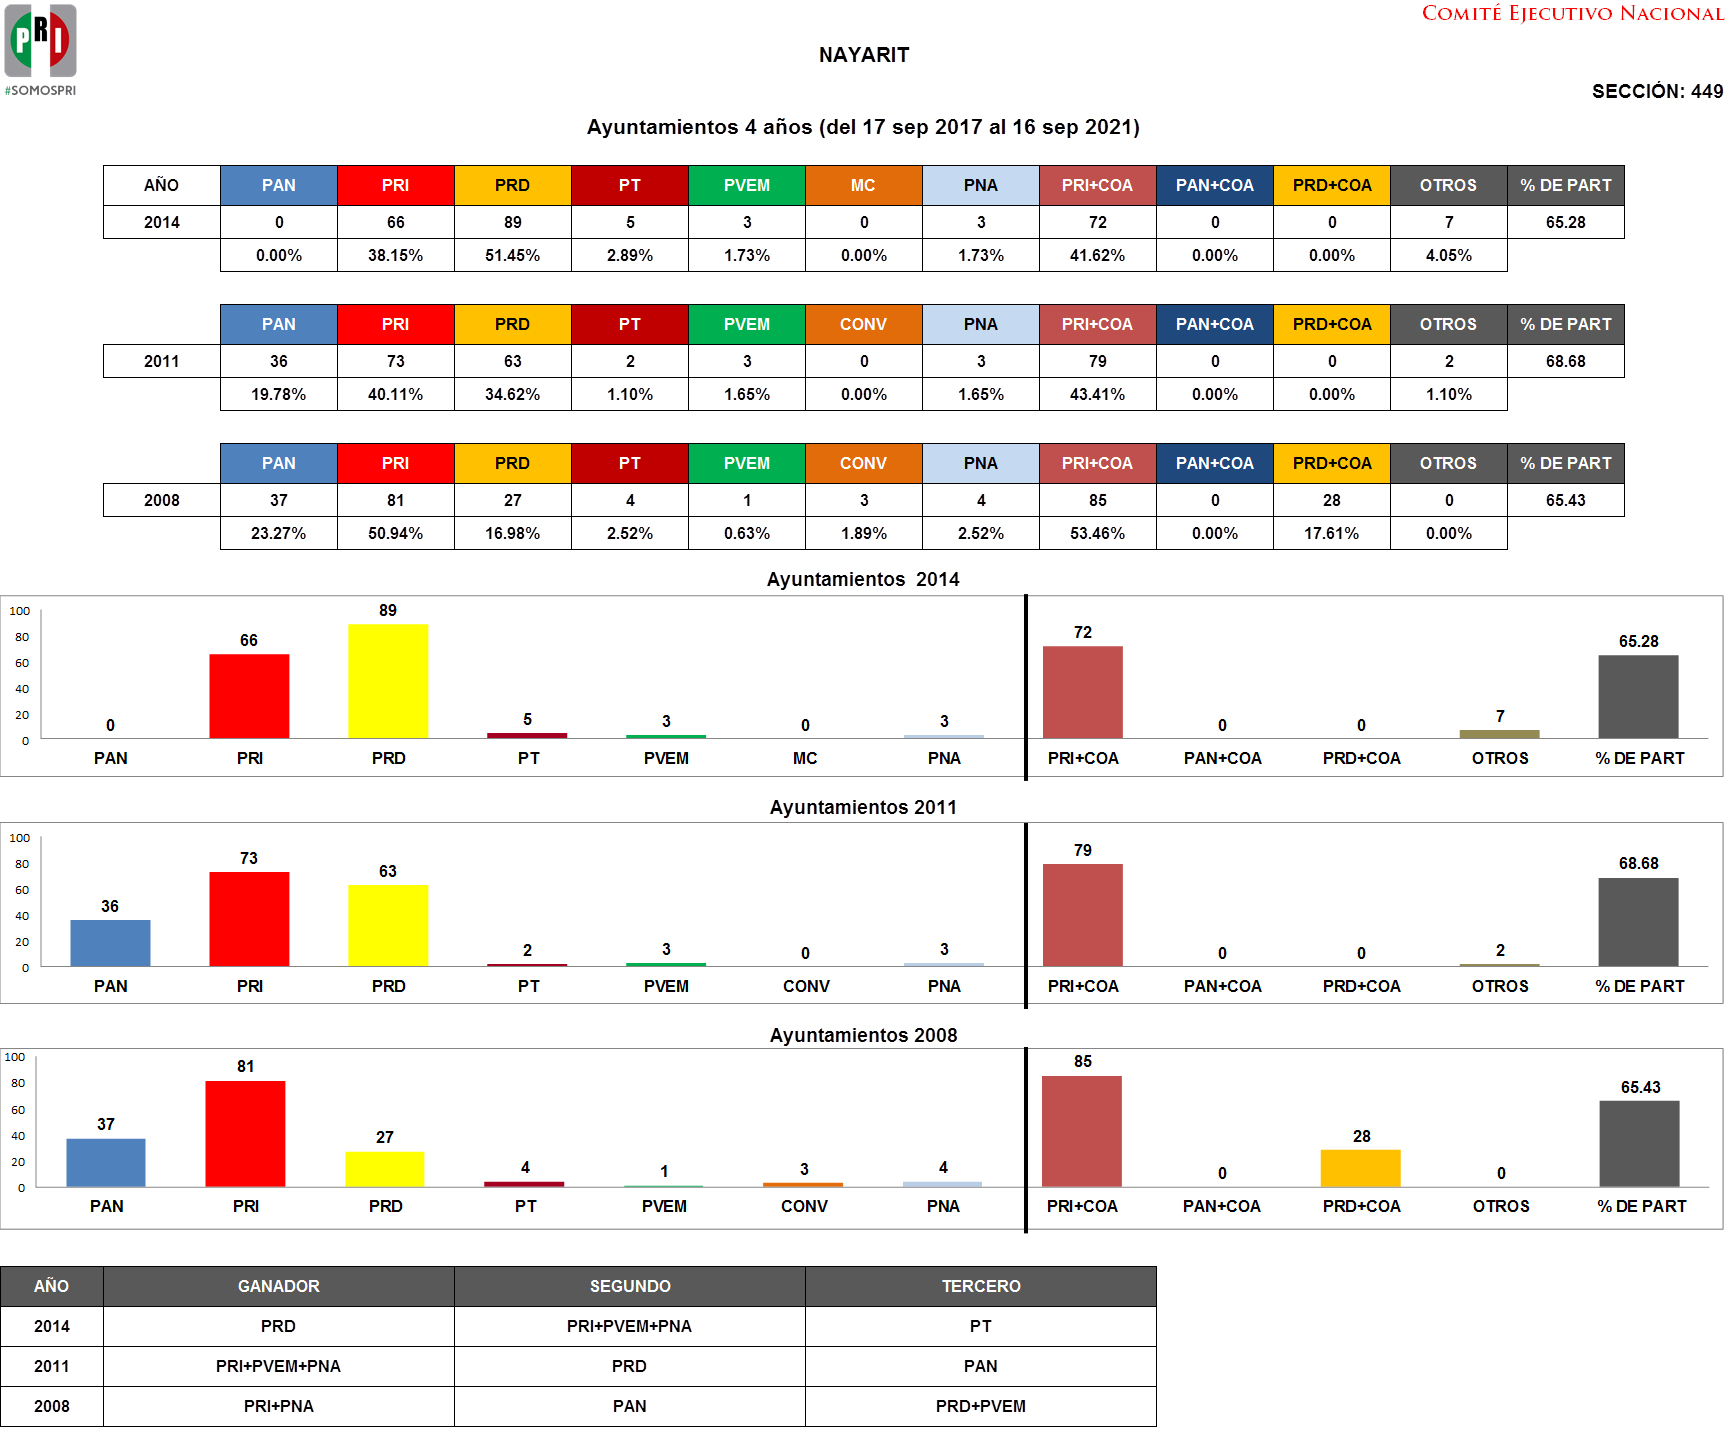 PRI
#SOMOSPRI
COMITÉ EJECUTIVO NACIONAL
NAYARIT
SECCIÓN: 449
Ayuntamientos 4 años (del 17 sep 2017 al 16 sep 2021)
AÑO PAN PRI PRD PT PVEM MC PNA PRI+COA PAN+COA PRD+COA OTROS % DE PART
2014 0 66 89 5 3 0 3 72 0 0 7 65.28
0.00% 38.15% 51.45% 2.89% 1.73% 0.00% 1.73% 41.62% 0.00% 0.00% 4.05%
PAN PRI PRD PT PVEM CONV PNA PRI+COA PAN+COA PRD+COA OTROS % DE PART
2011 36 73 63 2 3 0 3 79 0 0 2 68.68
19.78% 40.11% 34.62% 1.10% 1.65% 0.00% 1.65% 43.41% 0.00% 0.00% 1.10%
PAN PRI PRD PT PVEM CONV PNA PRI+COA PAN+COA PRD+COA OTROS % DE PART
2008 37 81 27 4 1 3 4 85 0 28 0 65.43
23.27% 50.94% 16.98% 2.52% 0.63% 1.89% 2.52% 53.46% 0.00% 17.61% 0.00%
Ayuntamientos 2014
100
80
60
40
20
0
0 66 89 5 3 0 3 72 0 0 7 65.28
PAN PRI PRD PT PVEM MC PNA PRI+COA PAN+COA PRD+COA OTROS % DE PART
Ayuntamientos 2011
100
80
60
40
20
0
36 73 63 2 3 0 3 79 0 0 2 68.68
PAN PRI PRD PT PVEM CONV PNA PRI+COA PAN+COA PRD+COA OTROS % DE PART
Ayuntamientos 2008
100
80
60
40
20
0
37 81 27 4 1 3 4 85 0 28 0 65.43
PAN PRI PRD PT PVEM CONV PNA PRI+COA PAN+COA PRD+COA OTROS % DE PART
AÑO GANADOR SEGUNDO TERCERO
2014 PRD PRI+PVEM+PNA PT
2011 PRI+PVEM+PNA PRD PAN
2008 PRI+PNA PAN PRD+PVEM